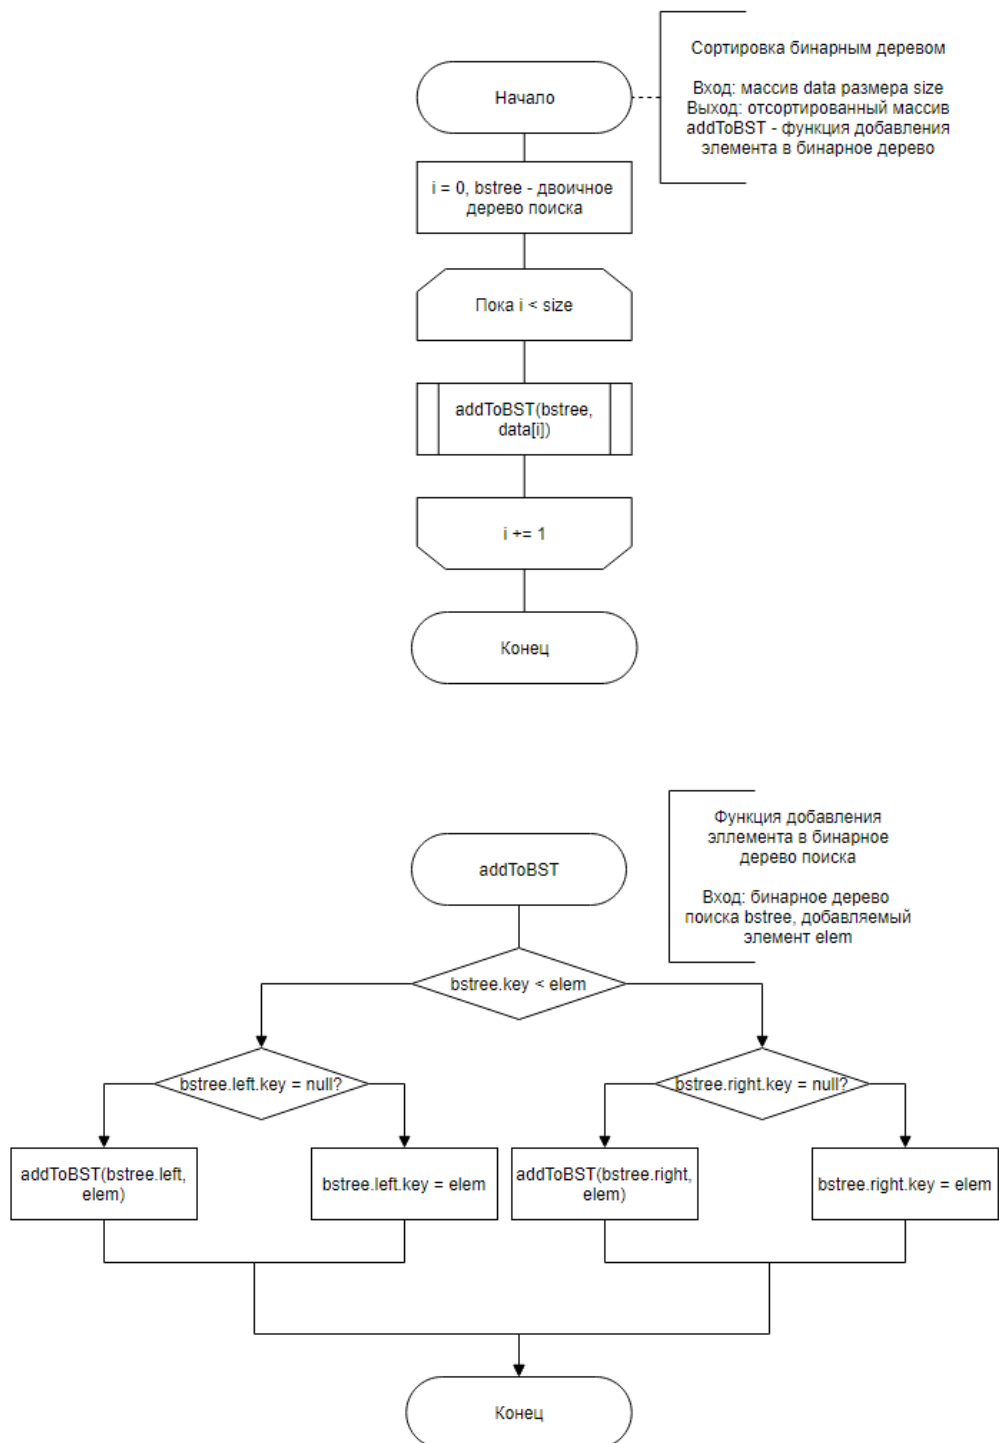 Сортировка бинарным деревом
Вход: массив data размера size
Выход: отсортированный массив
addToBST - функция добавления
элемента в бинарное дерево
Начало
i = 0, bstree - двоичное
дерево поиска
Пока i < size
addToBST(bstree,
data[i])
i += 1
Конец
Функция добавления
эллемента в бинарное
дерево поиска
Вход: бинарное дерево
поиска bstree, добавляемый
элемент elem
addToBST
bstree.key < elem
bstree.left.key = null?
bstree.right.key = null?
addToBST(bstree.left,
elem)
bstree.left.key = elem
addToBST(bstree.right,
elem)
bstree.right.key = elem
Конец